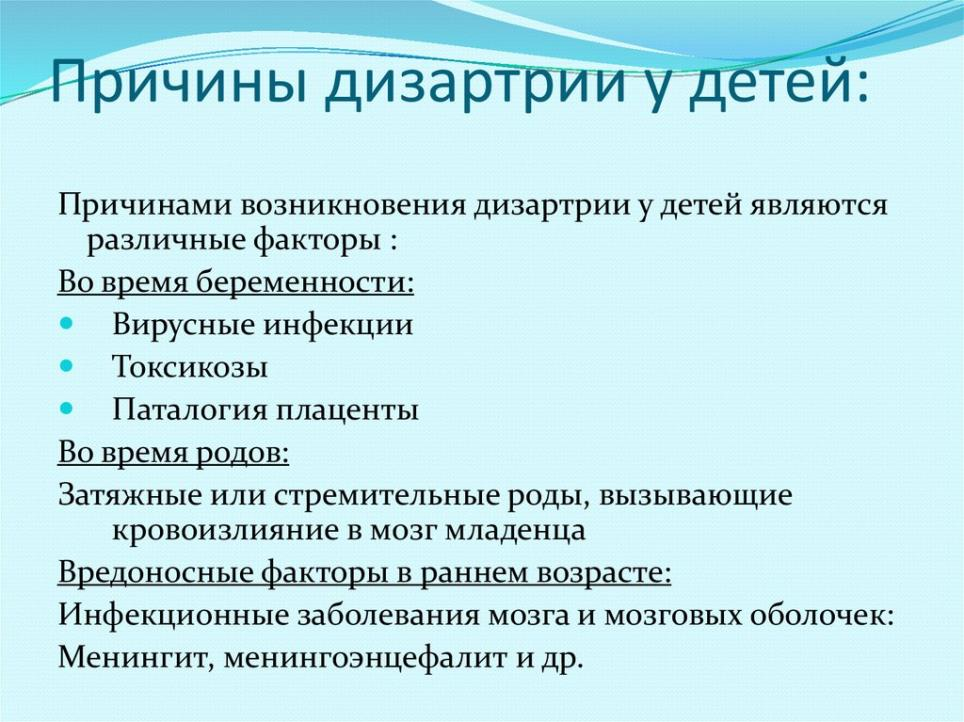 Причины дизартрии у детей:
Причинами возникновения дизартрии у детей являются
различные факторы :
Во время беременности:
• Вирусные инфекции
• Токсикозы
• Паталогия плаценты
Во время родов:
Затяжные или стремительные роды, вызывающие
кровоизлияние в мозг младенца
Вредоносные факторы в раннем возрасте:
Инфекционные заболевания мозга и мозговых оболочек:
Менингит, менингоэнцефалит и др.